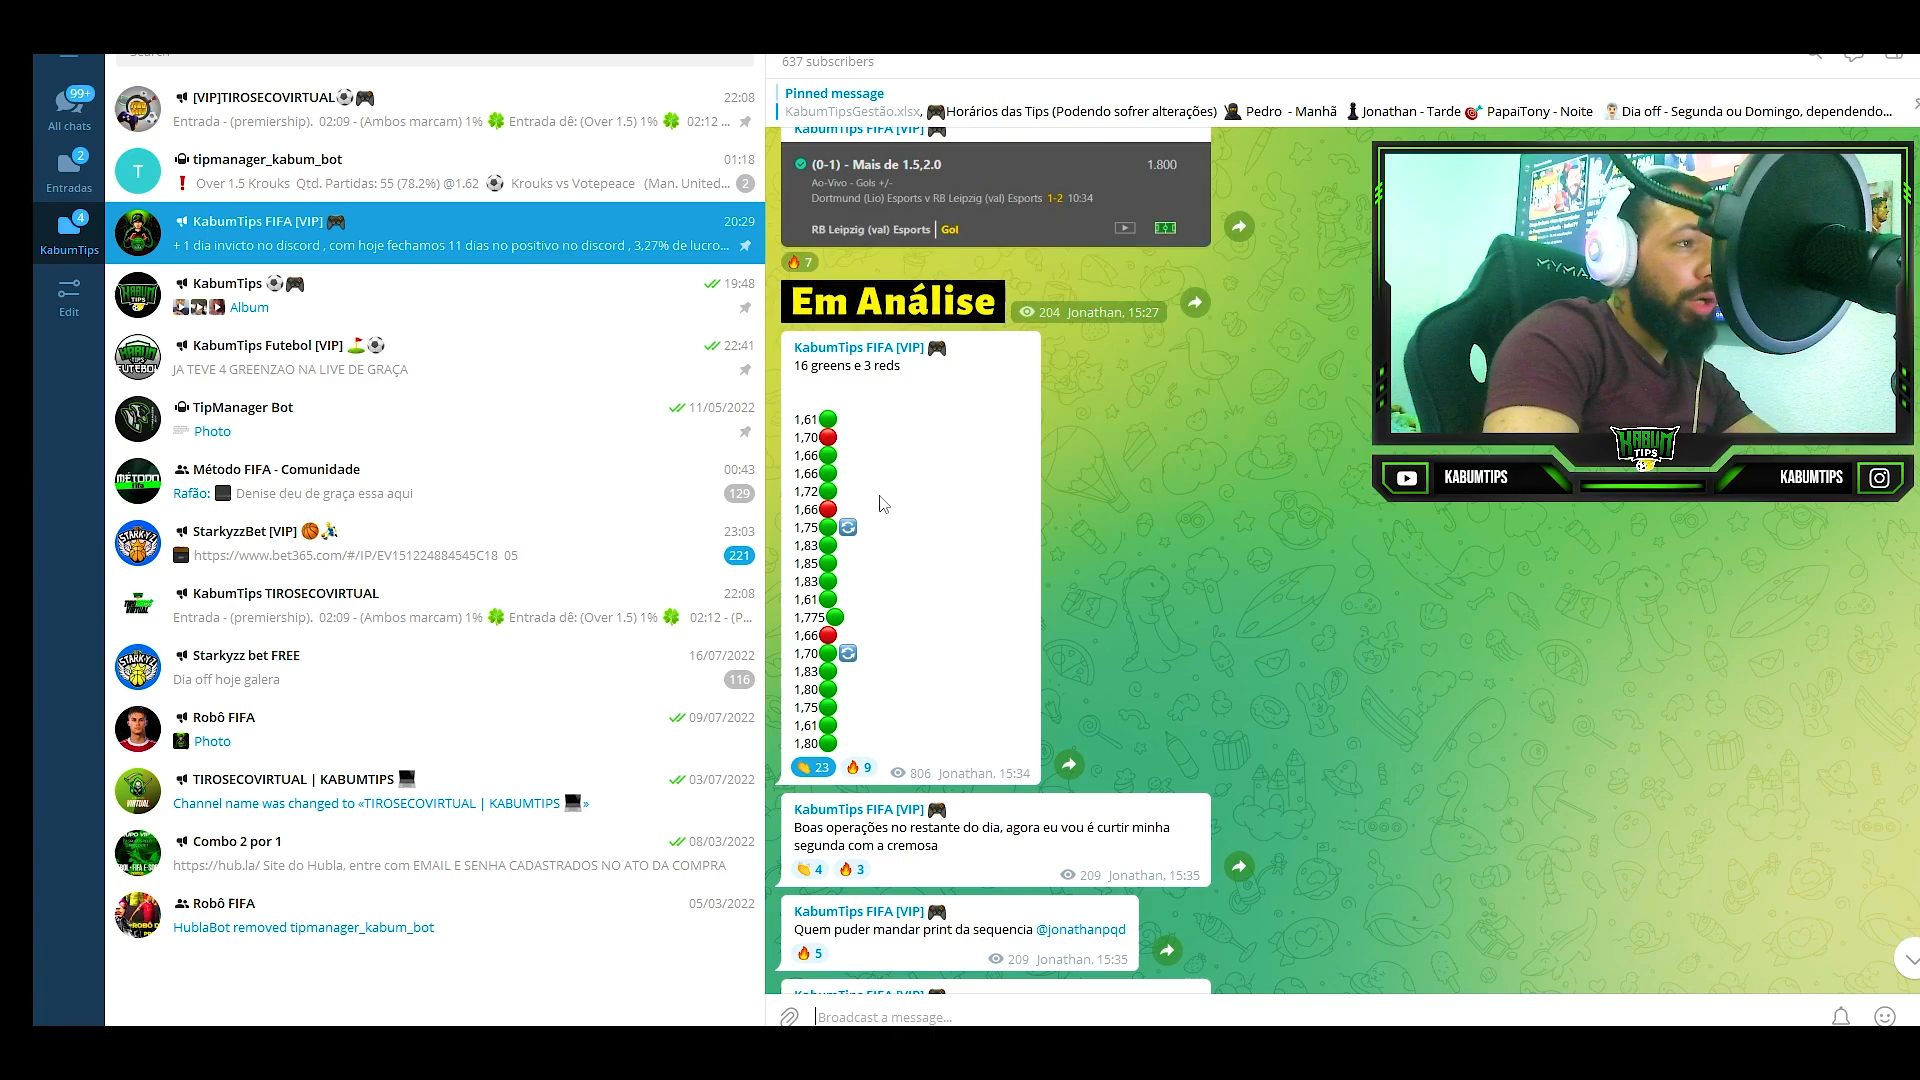 99+
All chats
2
Entradas
4
KabumTips
Edit
[VIP]TIROSECOVIRTUAL 22:08
Entrada - (premiership). 02:09 - (Ambos marcam) 1% Entrada dê: (Over 1.5) 1% 02:12 ...
T
tipmanager_kabum_bot 01:18
Over 1.5 Krouks Qtd. Partidas: 55 (78.2%) @1.62 Krouks vs Votepeace (Man. United... 2
KabumTips FIFA [VIP] 20:29
+ 1 dia invicto no discord , com hoje fechamos 11 dias no positivo no discord , 3,27% de lucro...
KabumTips 19:48
Album
KabumTips Futebol [VIP] 22:41
JA TEVE 4 GREENZAO NA LIVE DE GRAÇA
TipManager Bot 11/05/2022
Photo
Método FIFA - Comunidade 00:43
Rafão: Denise deu de graça essa aqui 129
StarkyzzBet [VIP] 23:03
https://www.bet365.com/#/IP/EV151224884545C18 05 221
KabumTips TIROSECOVIRTUAL 22:08
Entrada - (premiership). 02:09 - (Ambos marcam) 1% Entrada dê: (Over 1.5) 1% 02:12 - (P...
Starkyzz bet FREE 16/07/2022
Dia off hoje galera 116
Robô FIFA 09/07/2022
Photo
TIROSECOVIRTUAL | KABUMTIPS 03/07/2022
Channel name was changed to «TIROSECOVIRTUAL | KABUMTIPS »
Combo 2 por 1 08/03/2022
https://hub.la/ Site do Hubla, entre com EMAIL E SENHA CADASTRADOS NO ATO DA COMPRA
Robô FIFA 05/03/2022
HublaBot removed tipmanager_kabum_bot
637 subscribers
Pinned message
KabumTipsGestão.xlsx, Horários das Tips (Podendo sofrer alterações) Pedro - Manhã Jonathan - Tarde PapaiTony - Noite Dia off - Segunda ou Domingo, dependendo...
KabumTips FIFA [VIP]
(0-1) - Mais de 1.5,2.0 1.800
Ao-Vivo - Gols +/-
Dortmund (Lio) Esports v RB Leipzig (val) Esports 1-2 10:34
RB Leipzig (val) Esports | Gol
7
Em Análise
204 Jonathan, 15:27
KabumTips FIFA [VIP]
16 greens e 3 reds
1,61
1,70
1,66
1,66
1,72
1,66
1,75
1,83
1,85
1,83
1,61
1,775
1,66
1,70
1,83
1,80
1,75
1,61
1,80
23 9 806 Jonathan, 15:34
KabumTips FIFA [VIP]
Boas operações no restante do dia, agora eu vou é curtir minha
segunda com a cremosa
4 3 209 Jonathan, 15:35
KabumTips FIFA [VIP]
Quem puder mandar print da sequencia @jonathanpqd
5 209 Jonathan, 15:35
KabumTips FIFA [VIP]
Broadcast a message...
KABUM
TIPS
KABUMTIPS
KABUMTIPS